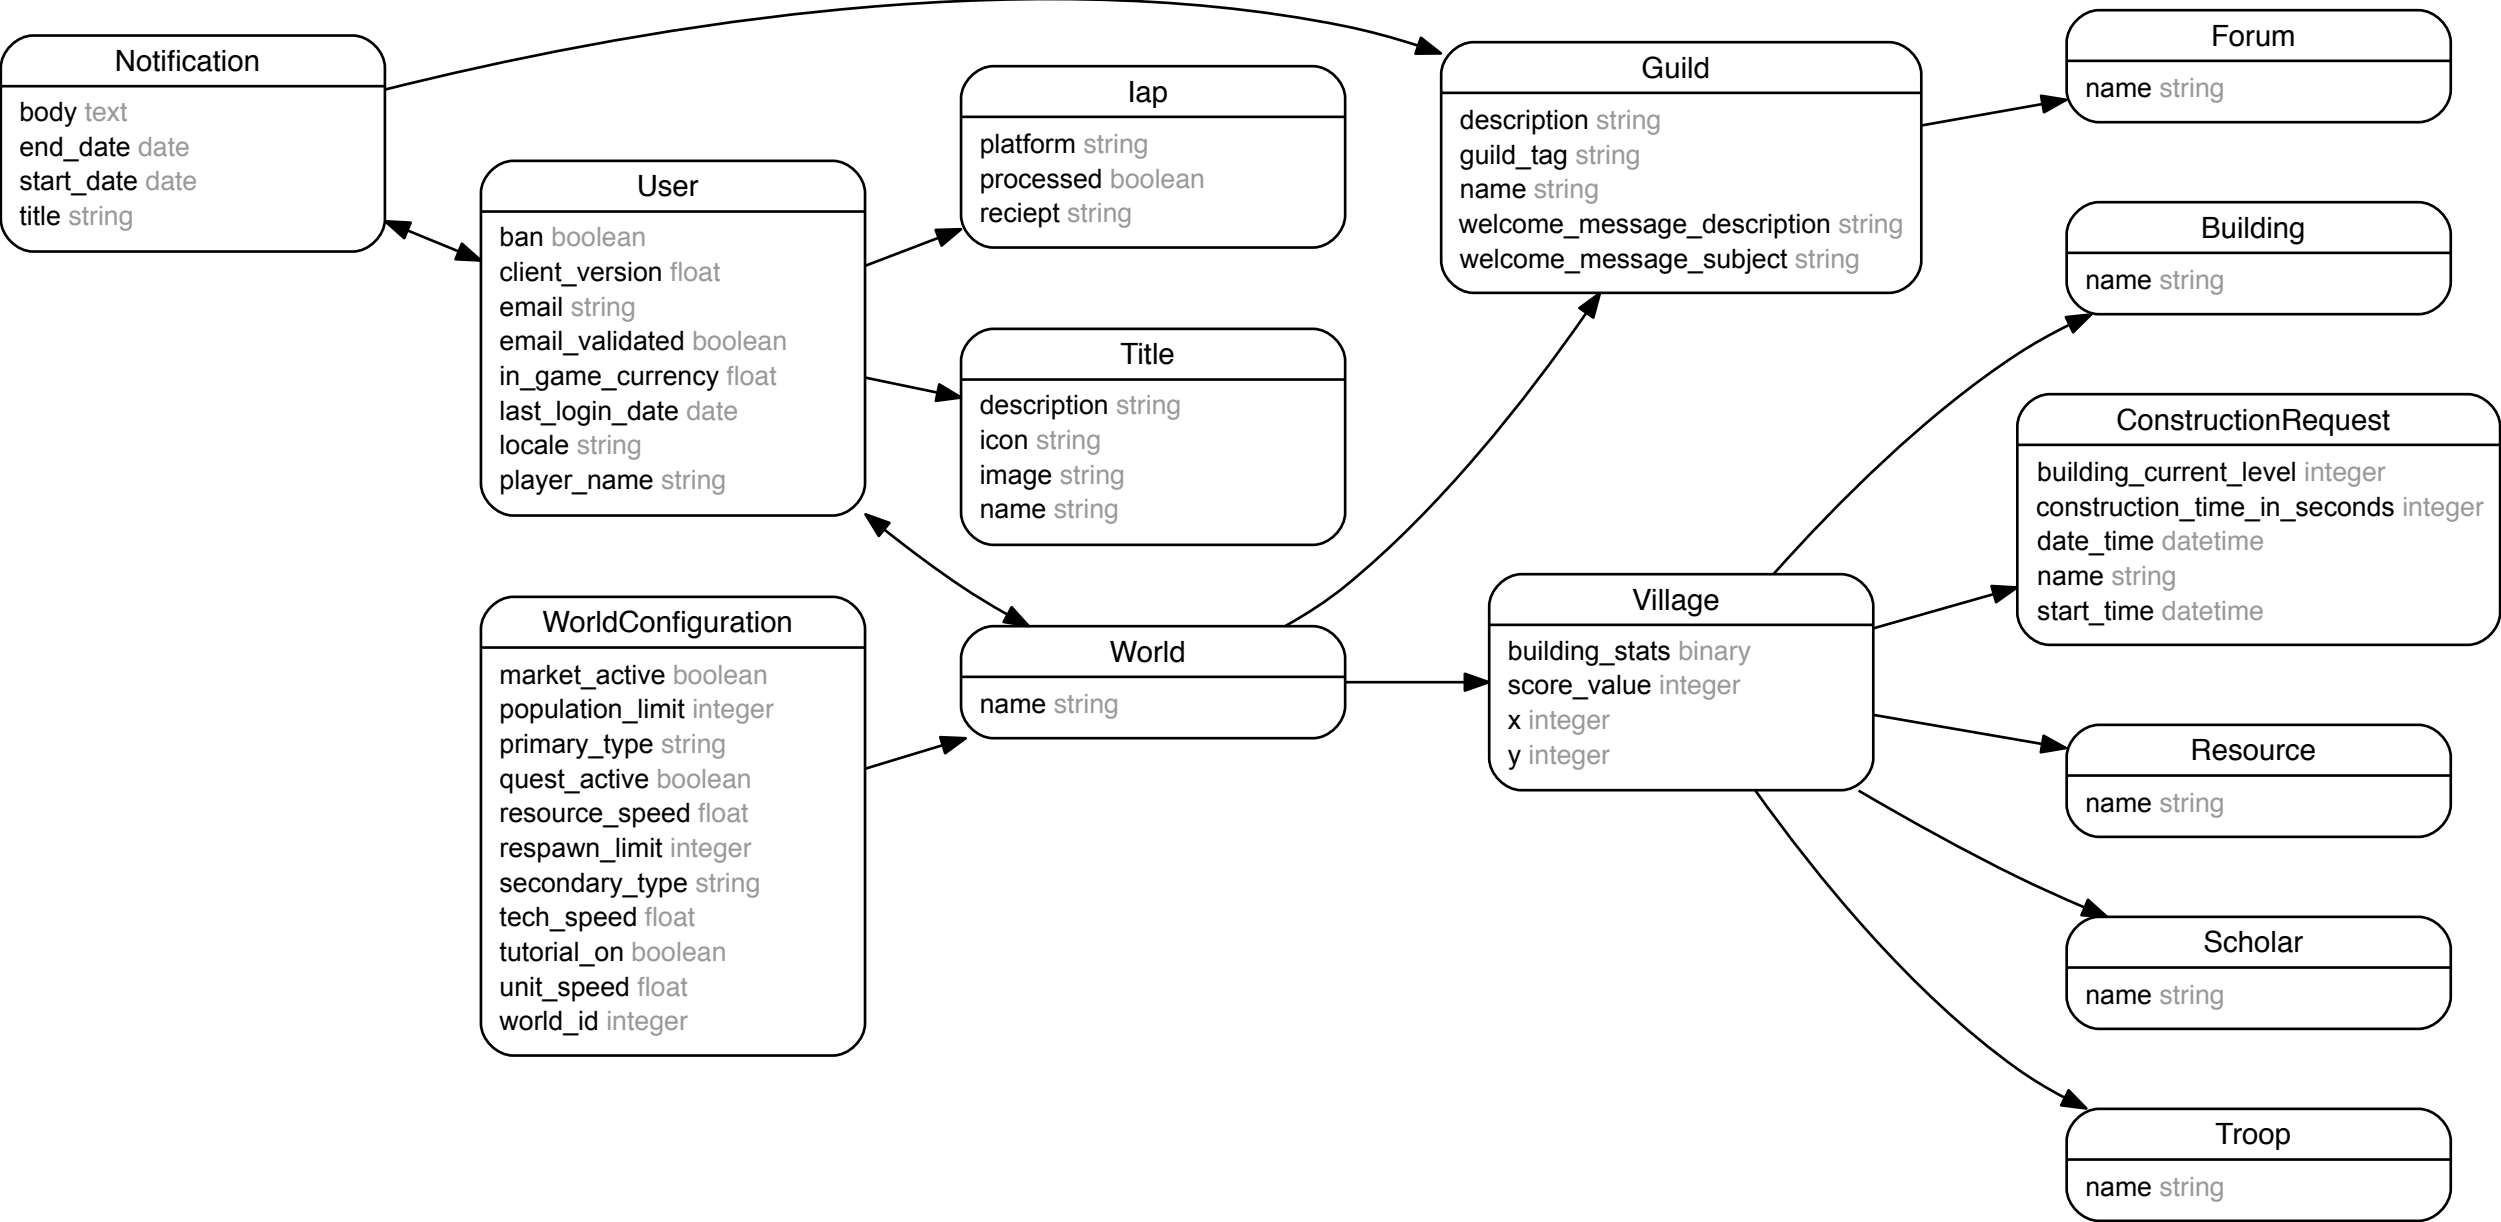 Notification
body text
end_date date
start_date date
title string
User
ban boolean
client_version float
email string
email_validated boolean
in_game_currency float
last_login_date date
locale string
player_name string
WorldConfiguration
market_active boolean
population_limit integer
primary_type string
quest_active boolean
resource_speed float
respawn_limit integer
secondary_type string
tech_speed float
tutorial_on boolean
unit_speed float
world_id integer
Iap
platform string
processed boolean
reciept string
Title
description string
icon string
image string
name string
World
name string
Guild
description string
guild_tag string
name string
welcome_message_description string
welcome_message_subject string
Village
building_stats binary
score_value integer
x integer
y integer
Forum
name string
Building
name string
ConstructionRequest
building_current_level integer
construction_time_in_seconds integer
date_time datetime
name string
start_time datetime
Resource
name string
Scholar
name string
Troop
name string